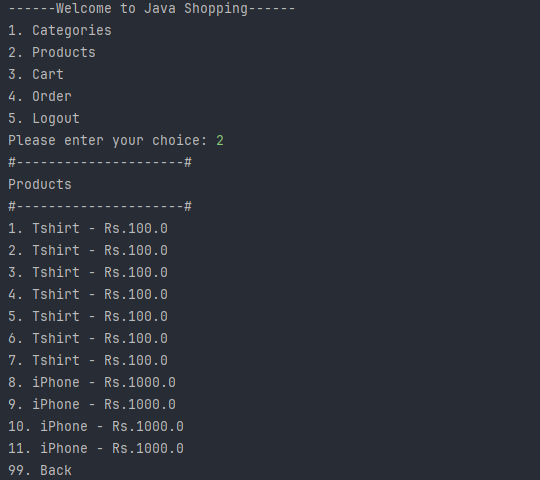 ------Welcome to Java Shopping------
1. Categories
2. Products
3. Cart
4. Order
5. Logout
Please enter your choice: 2
#---------------------#
Products
#---------------------#
1. Tshirt - Rs.100.0
2. Tshirt - Rs.100.0
3. Tshirt - Rs.100.0
4. Tshirt - Rs.100.0
5. Tshirt - Rs.100.0
6. Tshirt - Rs.100.0
7. Tshirt - Rs.100.0
8. iPhone - Rs.1000.0
9. iPhone - Rs.1000.0
10. iPhone - Rs.1000.0
11. iPhone - Rs.1000.0
99. Back